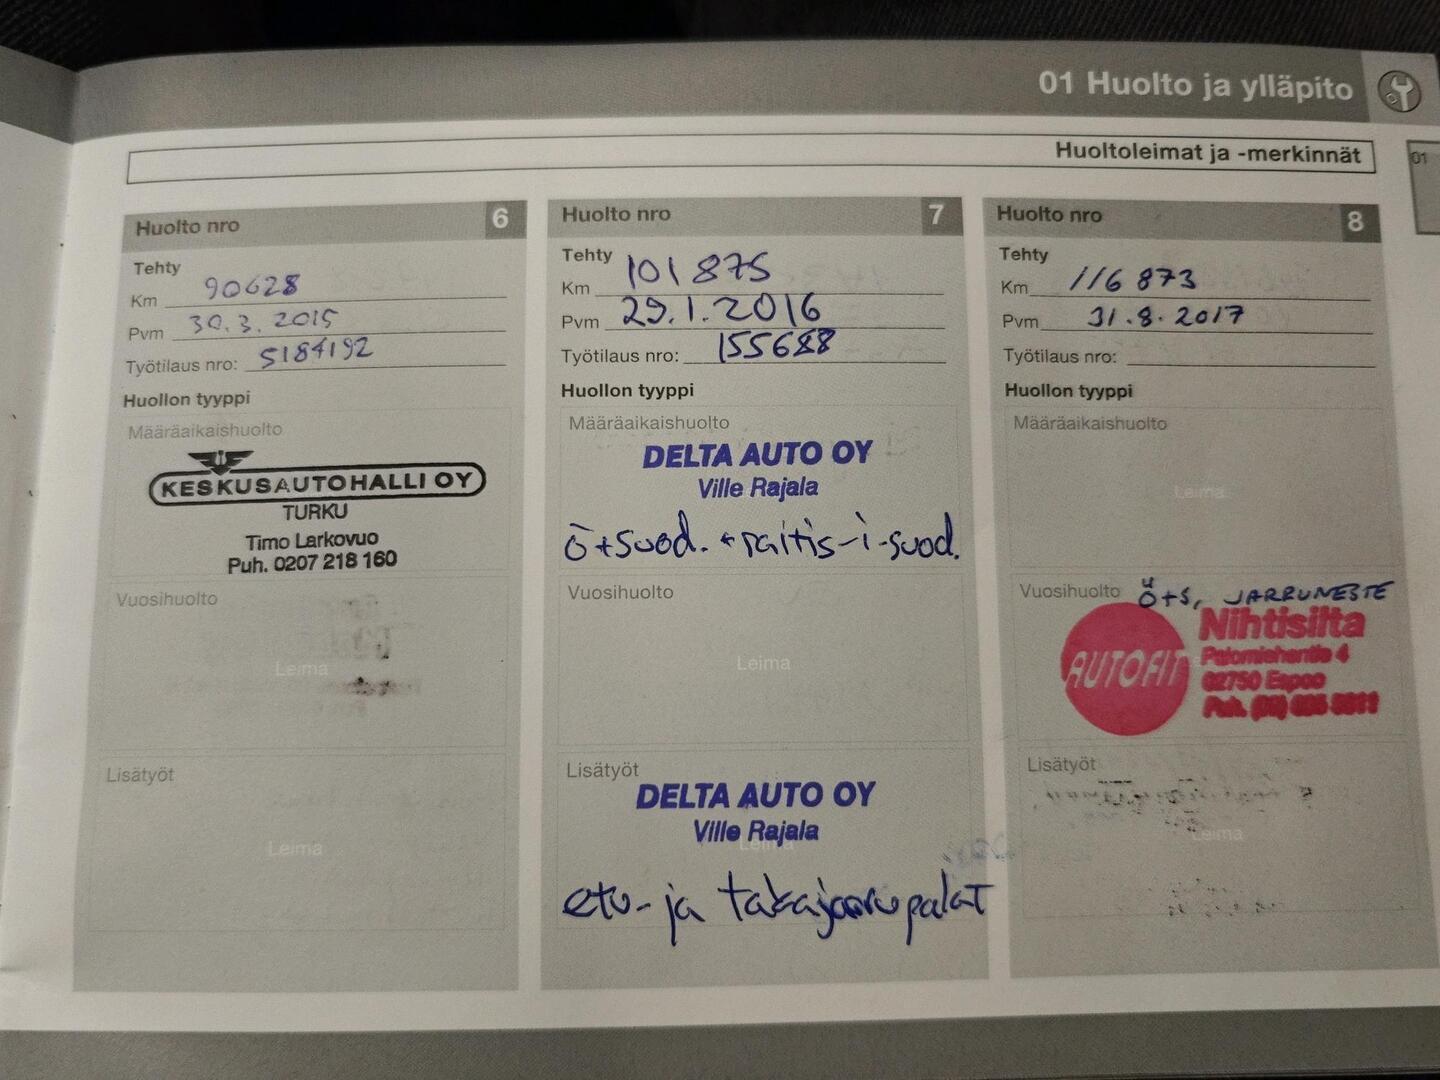 01 Huolto ja ylläpito
Huoltoleimat ja -merkinnät
01
Huolto nro 6
Tehty
Km 90628
Pvm 30.3.2015
Työtilaus nro: 5184192
Huollon tyyppi
Määräaikaishuolto
KESKUSAUTOHALLI OY
TURKU
Timo Larkovuo
Puh. 0207 218 160
Vuosihuolto
Leima
Lisätyöt
Leima
Huolto nro 7
Tehty
Km 101875
Pvm 29.1.2016
Työtilaus nro: 155688
Huollon tyyppi
Määräaikaishuolto
DELTA AUTO OY
Ville Rajala
ö+suod. + raitis-i-suod.
Vuosihuolto
Leima
Lisätyöt
DELTA AUTO OY
Ville Rajala
Leima
etu- ja takajarrupalat
Huolto nro 8
Tehty
Km 116 873
Pvm 31.8.2017
Työtilaus nro:
Huollon tyyppi
Määräaikaishuolto
Leima
Vuosihuolto Ö+S, JARRUNESTE
AUTOFIT
Nihtisilta
Palomiehentie 4
02750 Espoo
Puh.
Lisätyöt
Leima